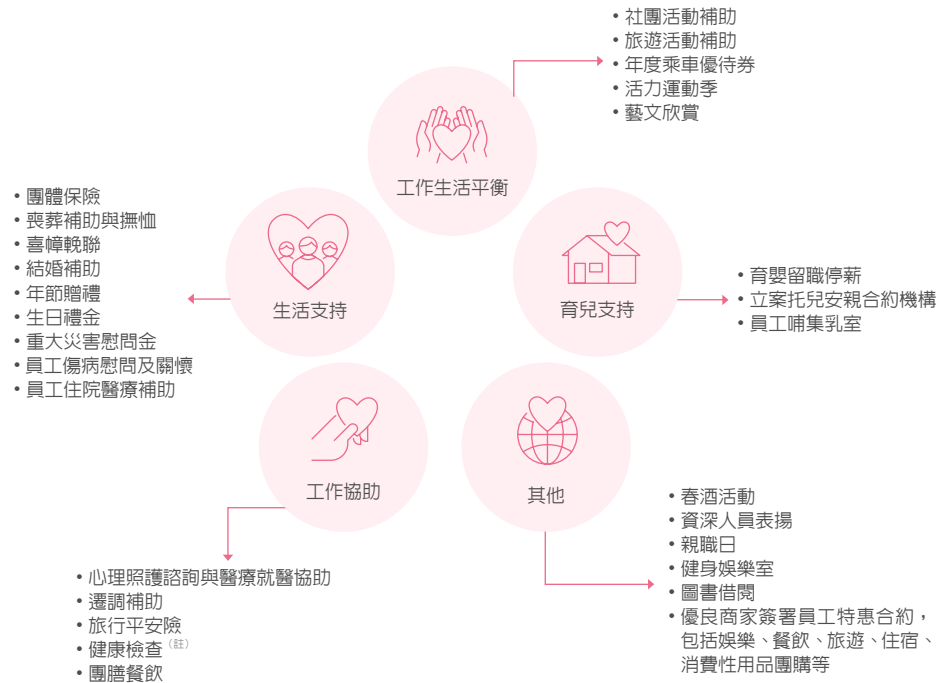 • 社團活動補助
• 旅遊活動補助
• 年度乘車優待券
• 活力運動季
• 藝文欣賞
工作生活平衡
• 團體保險
• 喪葬補助與撫恤
• 喜幛輓聯
• 結婚補助
• 年節贈禮
• 生日禮金
• 重大災害慰問金
• 員工傷病慰問及關懷
• 員工住院醫療補助
生活支持
育兒支持
• 育嬰留職停薪
• 立案托兒安親合約機構
• 員工哺集乳室
工作協助
• 心理照護諮詢與醫療就醫協助
• 遷調補助
• 旅行平安險
• 健康檢查（註）
• 團膳餐飲
其他
• 春酒活動
• 資深人員表揚
• 親職日
• 健身娛樂室
• 圖書借閱
• 優良商家簽署員工特惠合約，
包括娛樂、餐飲、旅遊、住宿、
消費性用品團購等